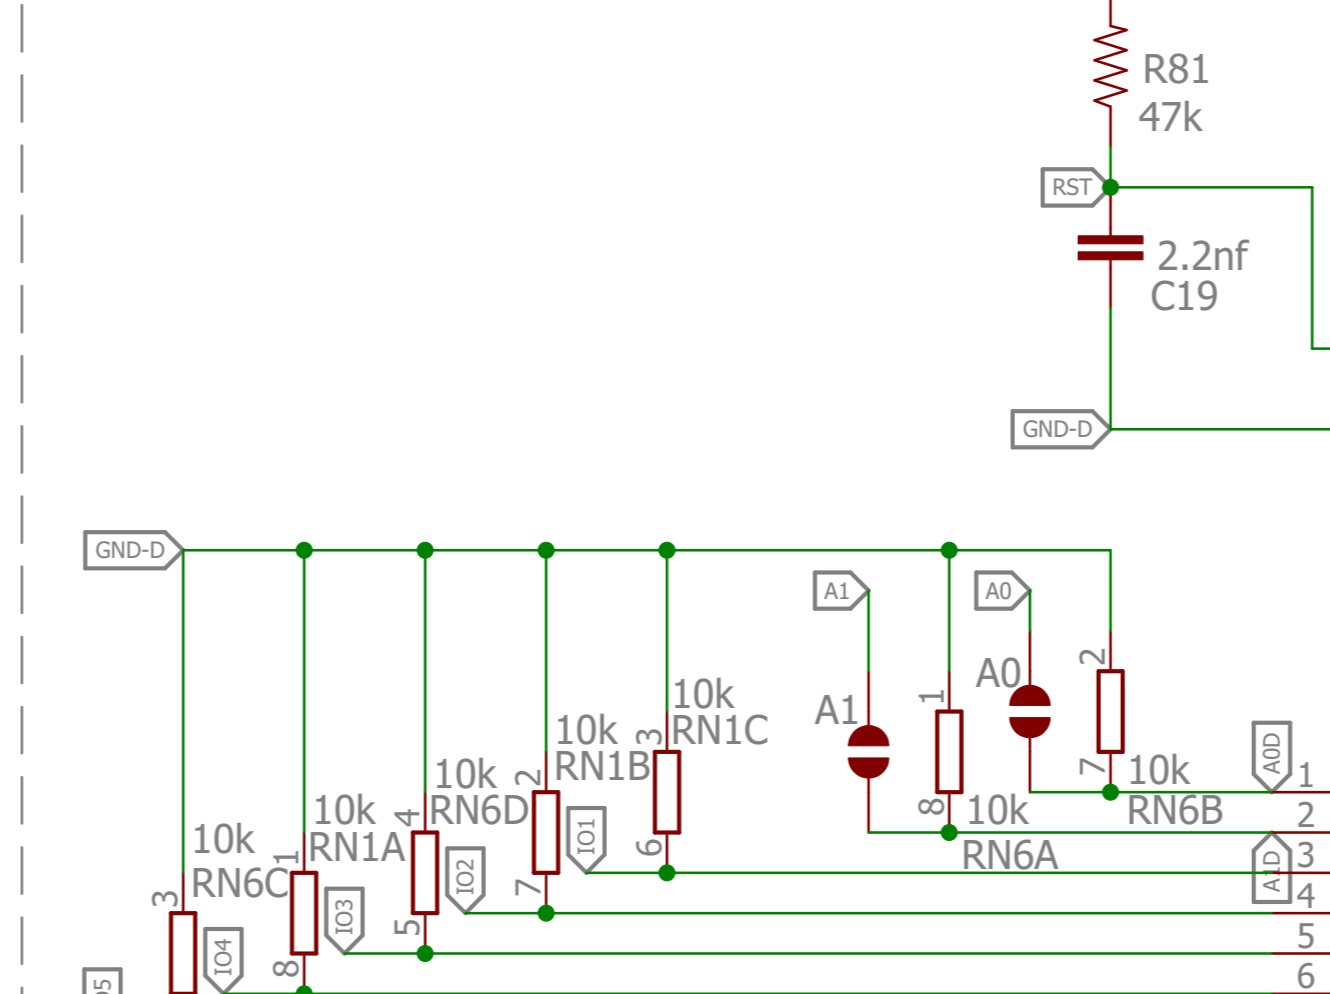 R81
47k
RST
2.2nf
C19
GND-D
GND-D
A1
A0
2
10k
RN1C
A1
1
A0
3
10k
RN1B
2
10k
RN6D
7
10k
RN6B
A0D
1
4
10k
RN1A
IO1
6
8
10k
RN6A
2
10k
RN6C
1
IO2
7
A1D
3
3
IO3
5
4
IO4
8
5
6